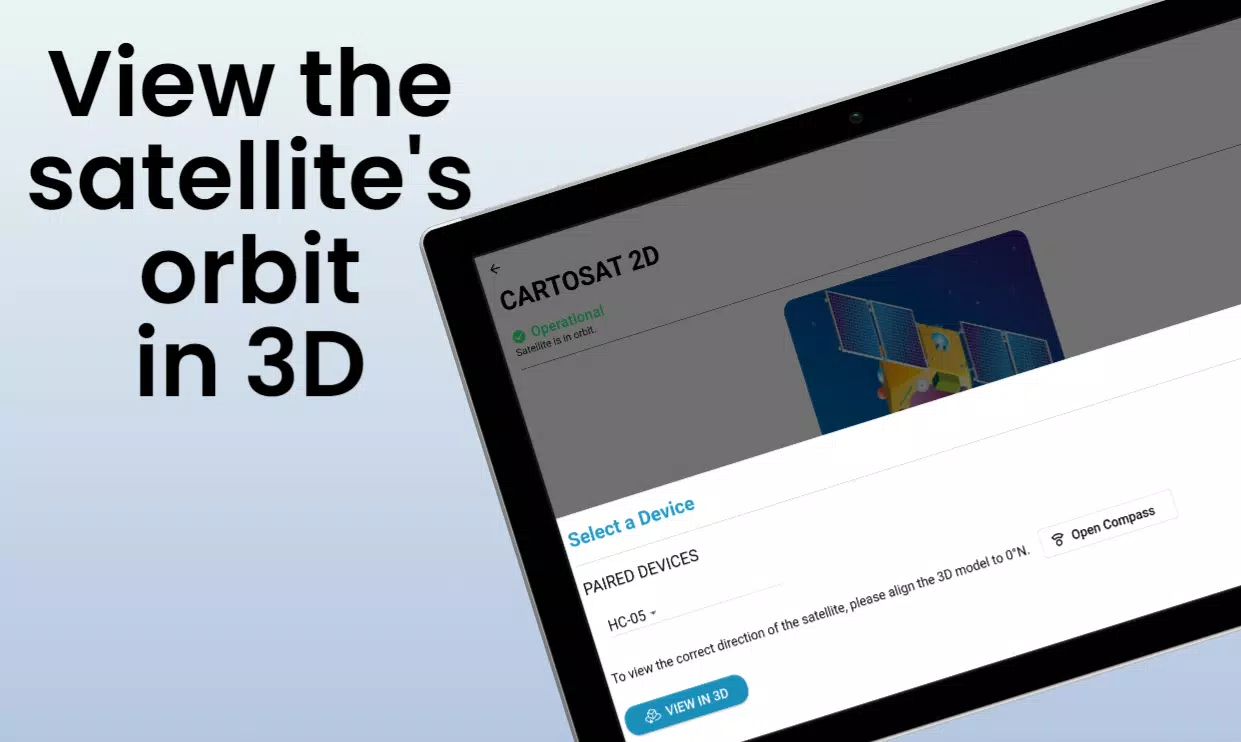 View the
satellite's
orbit
in 3D
CARTOSAT 2D
Operational
Satellite is in orbit.
Select a Device
PAIRED DEVICES
HC-05
To view the correct direction of the satellite, please align the 3D model to 0°N.
Open Compass
VIEW IN 3D